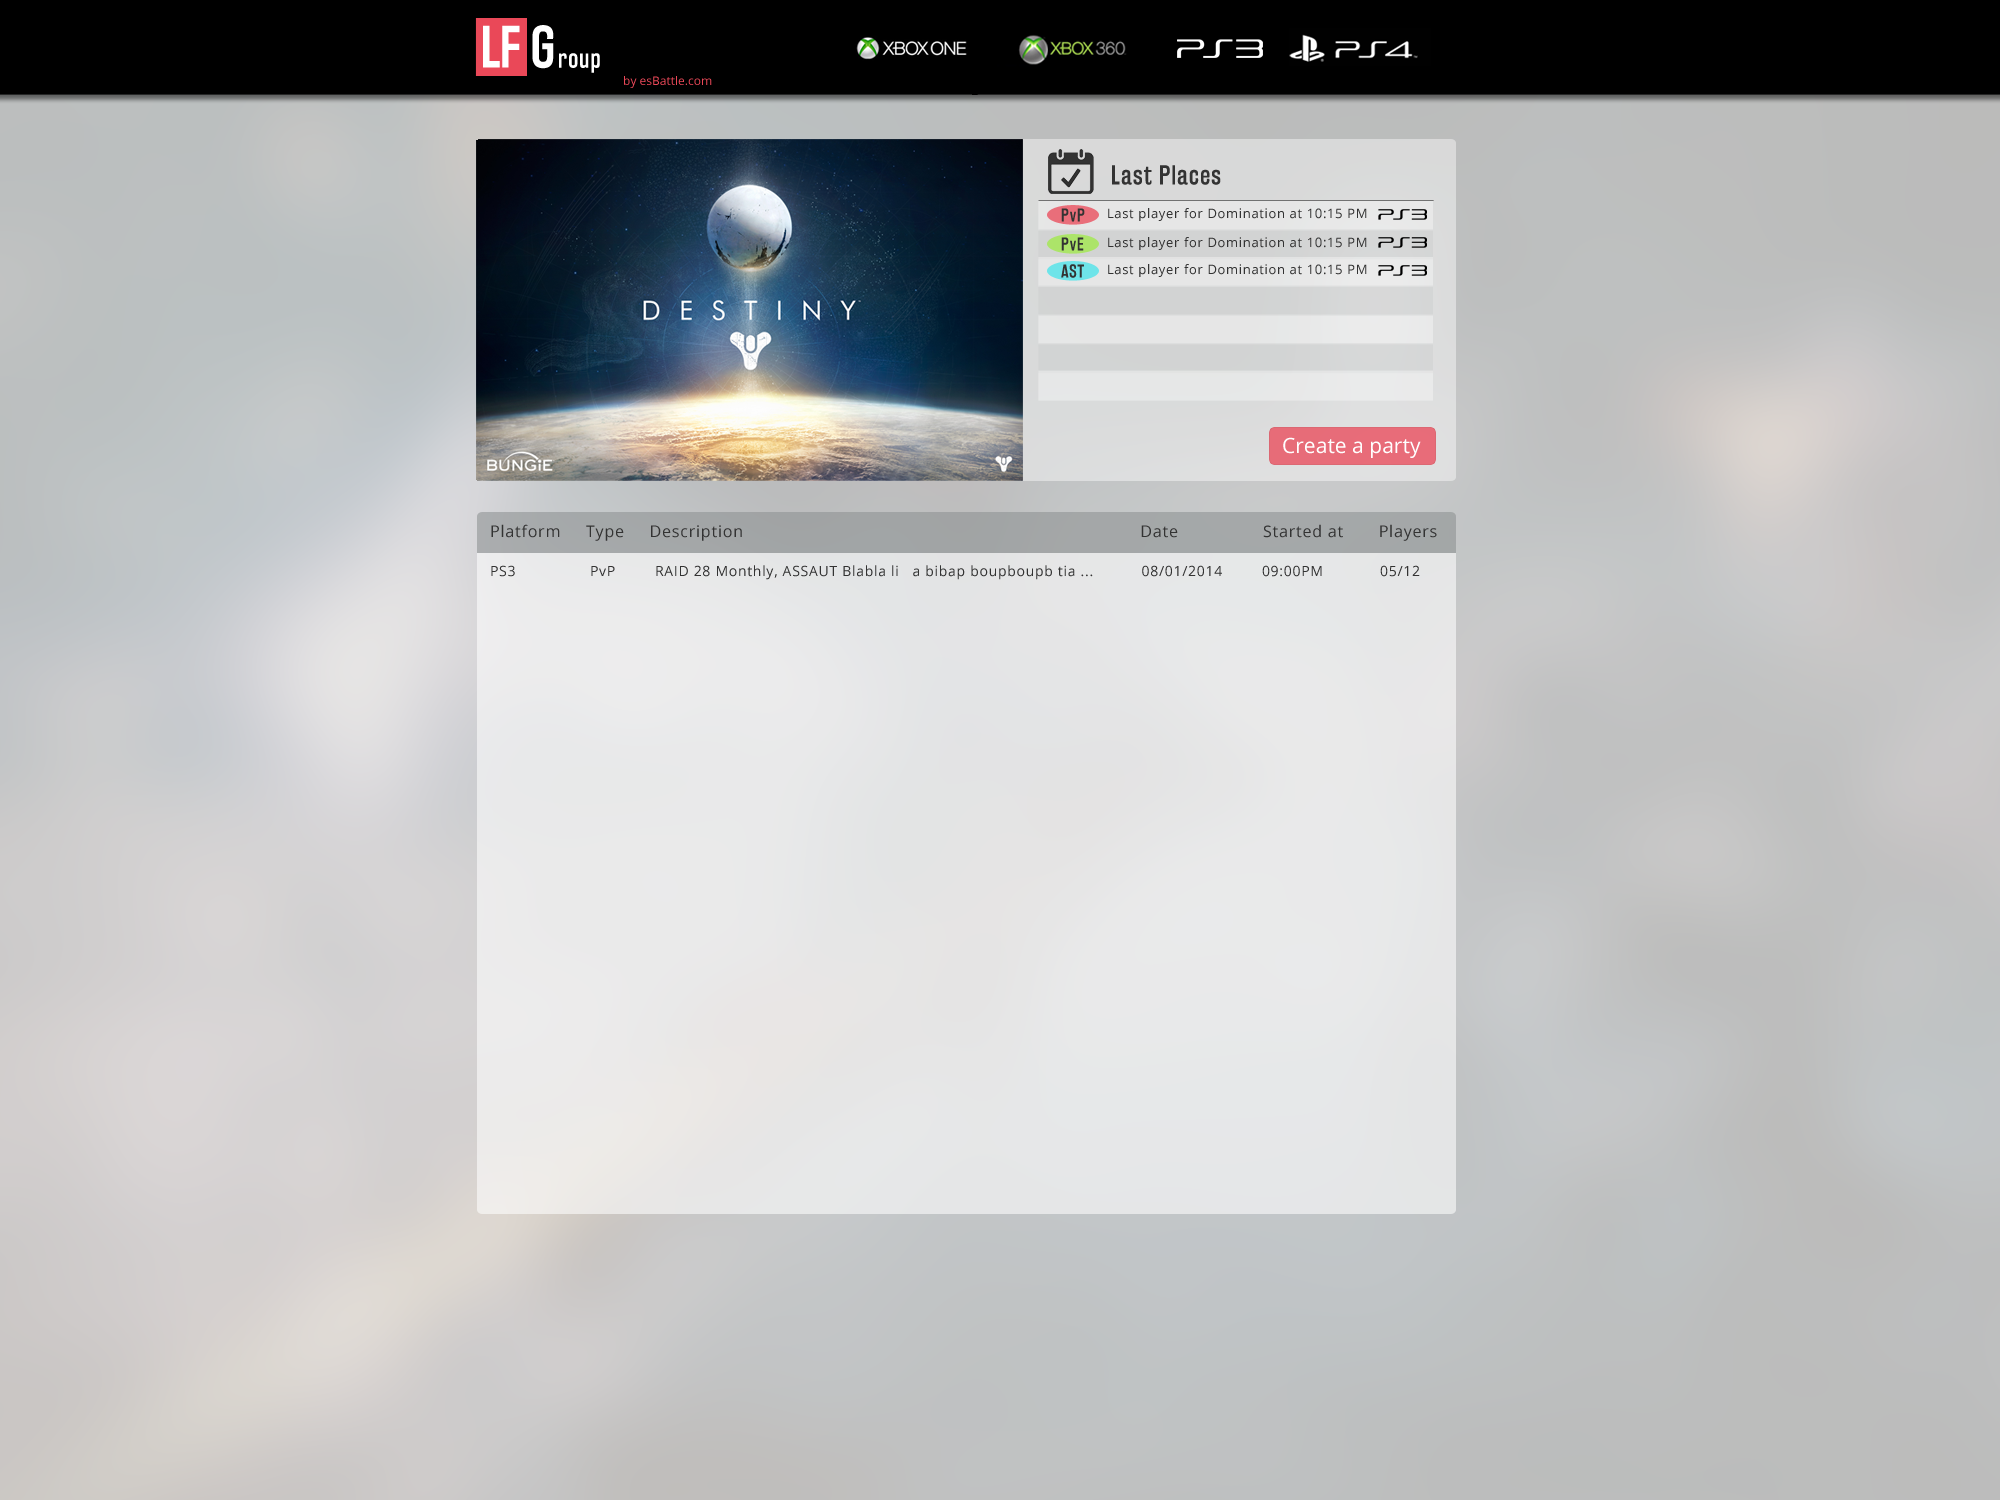 LFGroup
by esBattle.com
XBOX ONE
XBOX 360
PS3
PS4
DESTINY
BUNGiE
Last Places
PvP Last player for Domination at 10:15 PM PS3
PvE Last player for Domination at 10:15 PM PS3
AST Last player for Domination at 10:15 PM PS3
Create a party
Platform Type Description Date Started at Players
PS3 PvP RAID 28 Monthly, ASSAUT Blabla li a bibap boupboupb tia ... 08/01/2014 09:00PM 05/12